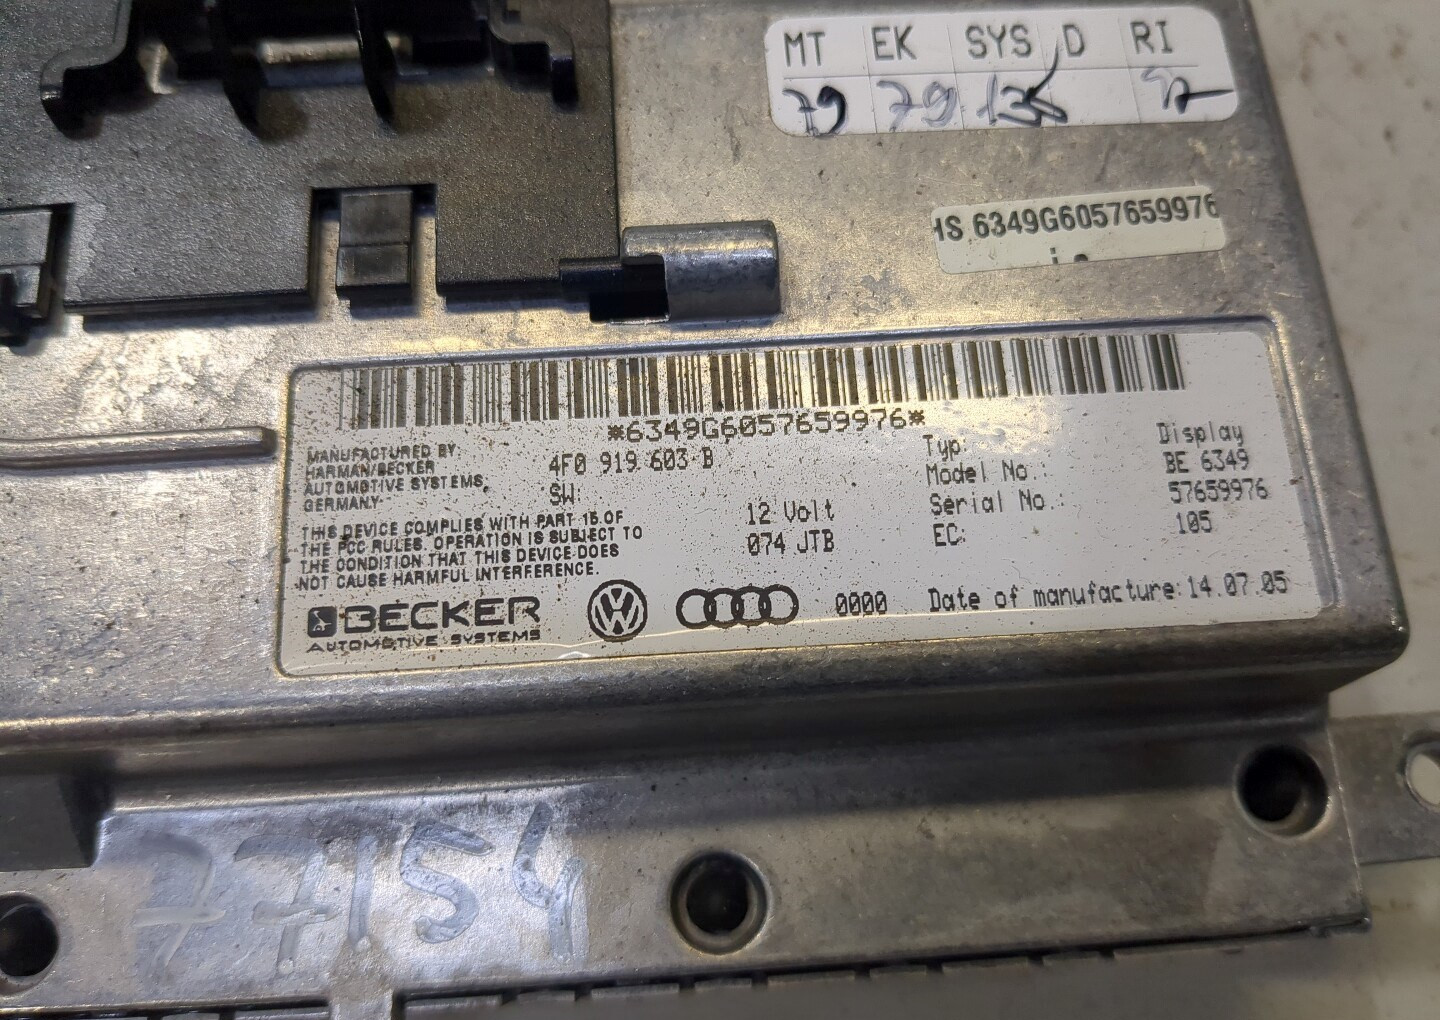 MT EK SYS D RI
79 79
HS 6349G6057659976
*6349G6057659976*
MANUFACTURED BY:
HARMAN/BECKER
AUTOMOTIVE SYSTEMS,
GERMANY
4F0 919 603 B
SW:
Typ: Display
Model No.: BE 6349
Serial No.: 57659976
EC: 105
12 Volt
074 JTB
THIS DEVICE COMPLIES WITH PART 15 OF
THE FCC RULES, OPERATION IS SUBJECT TO
THE CONDITION THAT THIS DEVICE DOES
NOT CAUSE HARMFUL INTERFERENCE.
BECKER
AUTOMOTIVE SYSTEMS
VW
0000
Date of manufacture: 14.07.05
77154